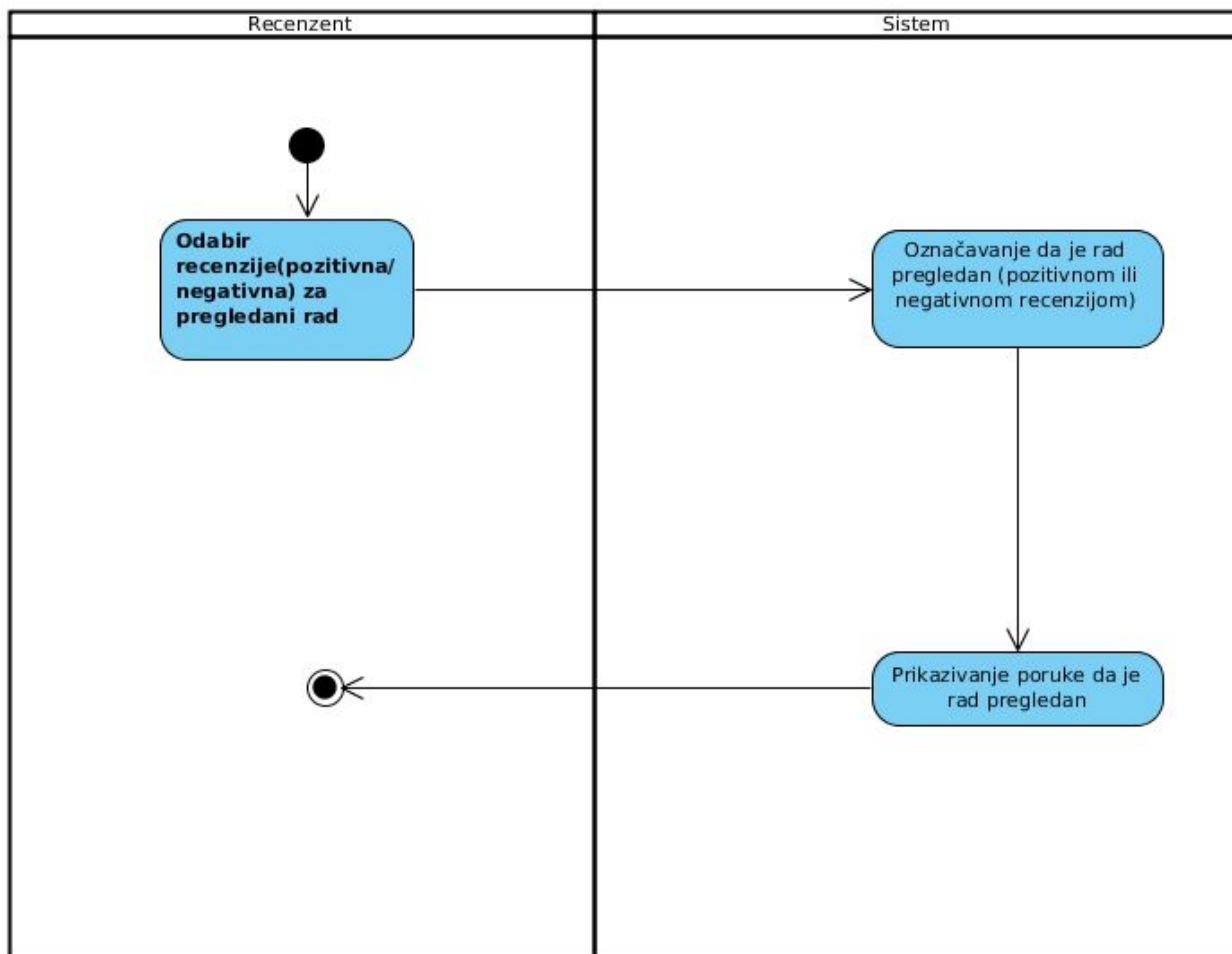 Recenzent
Sistem
Odabir
recenzije(pozitivna/
negativna) za
pregledani rad
Označavanje da je rad
pregledan (pozitivnom ili
negativnom recenzijom)
Prikazivanje poruke da je
rad pregledan